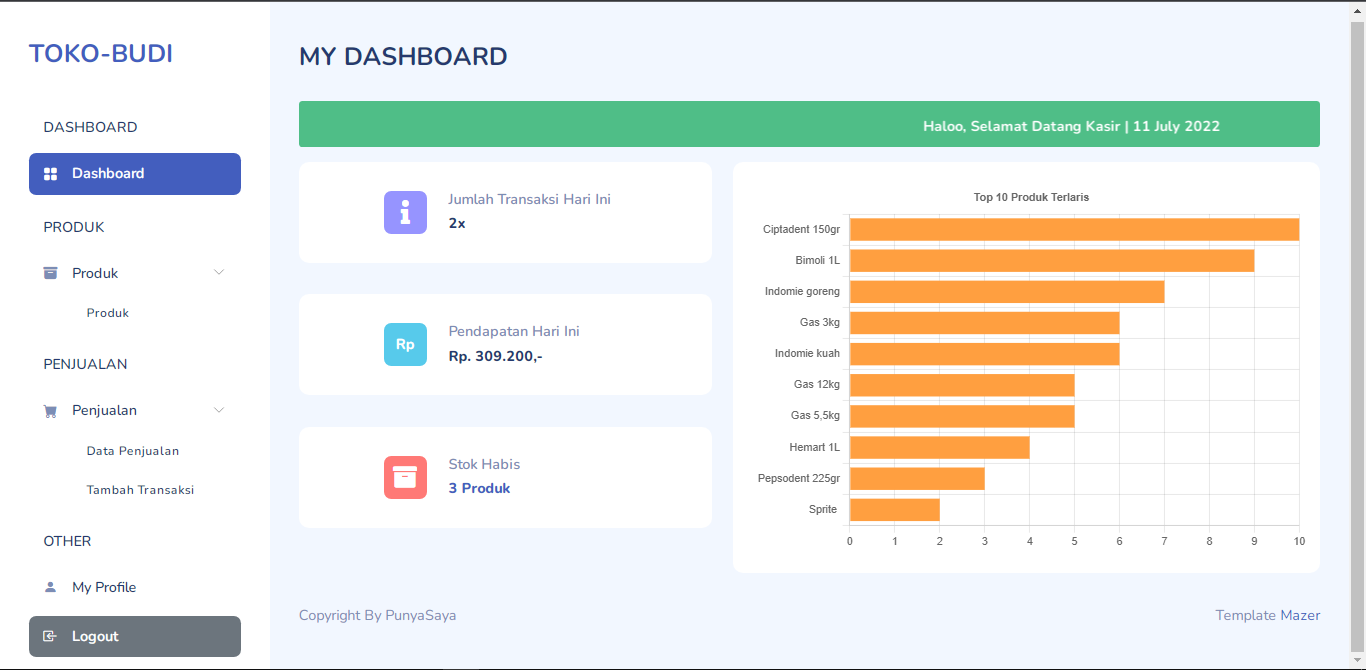 TOKO-BUDI
DASHBOARD
Dashboard
PRODUK
Produk
Produk
PENJUALAN
Penjualan
Data Penjualan
Tambah Transaksi
OTHER
My Profile
Logout
MY DASHBOARD
Haloo, Selamat Datang Kasir | 11 July 2022
Jumlah Transaksi Hari Ini
2x
Rp
Pendapatan Hari Ini
Rp. 309.200,-
Stok Habis
3 Produk
Top 10 Produk Terlaris
Ciptadent 150gr
Bimoli 1L
Indomie goreng
Gas 3kg
Indomie kuah
Gas 12kg
Gas 5,5kg
Hemart 1L
Pepsodent 225gr
Sprite
0 1 2 3 4 5 6 7 8 9 10
Copyright By PunyaSaya
Template Mazer